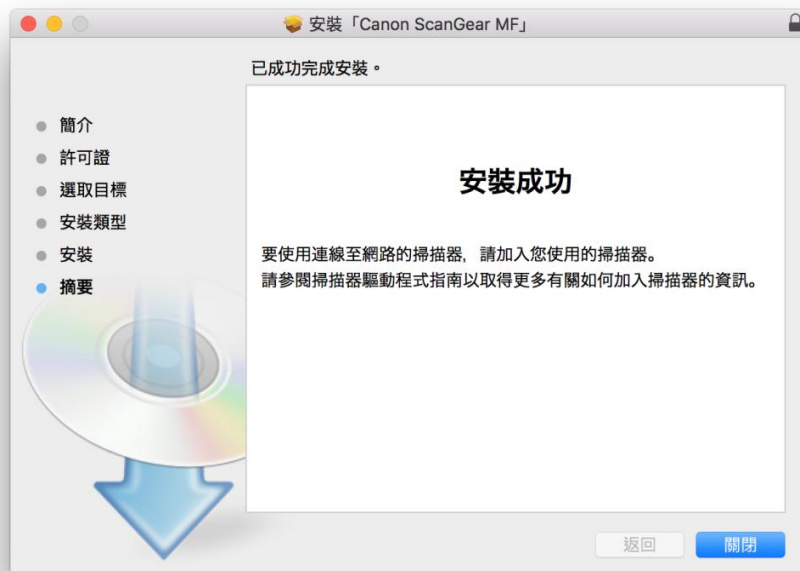 安裝「Canon ScanGear MF」
已成功完成安裝。
簡介
許可證
選取目標
安裝類型
安裝
摘要
安裝成功
要使用連線至網路的掃描器，請加入您使用的掃描器。
請參閱掃描器驅動程式指南以取得更多有關如何加入掃描器的資訊。
返回
關閉